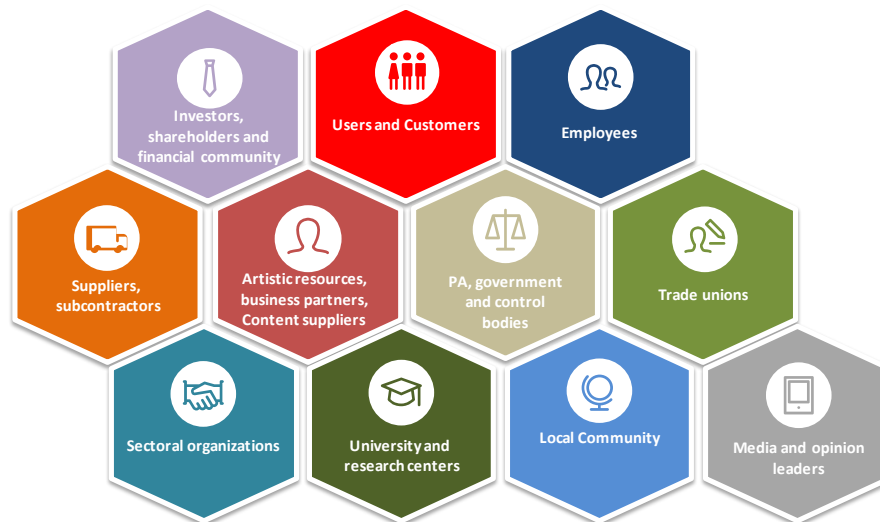 Investors,
shareholders and
financial community
Users and Customers
Employees
Suppliers,
subcontractors
Artistic resources,
business partners,
Content suppliers
PA, government
and control
bodies
Trade unions
Sectoral organizations
University and
research centers
Local Community
Media and opinion
leaders